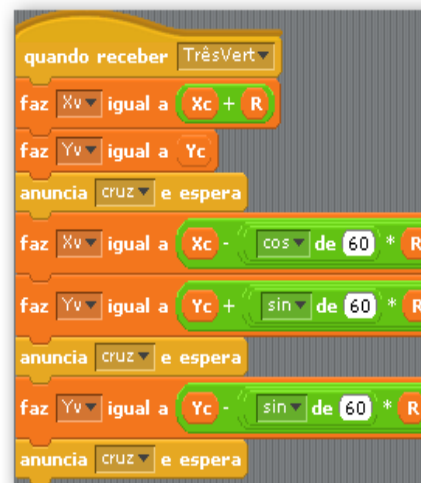 quando receber TrêsVert
faz Xv igual a Xc + R
faz Yv igual a Yc
anuncia cruz e espera
faz Xv igual a Xc - cos de 60 * R
faz Yv igual a Yc + sin de 60 * R
anuncia cruz e espera
faz Yv igual a Yc - sin de 60 * R
anuncia cruz e espera